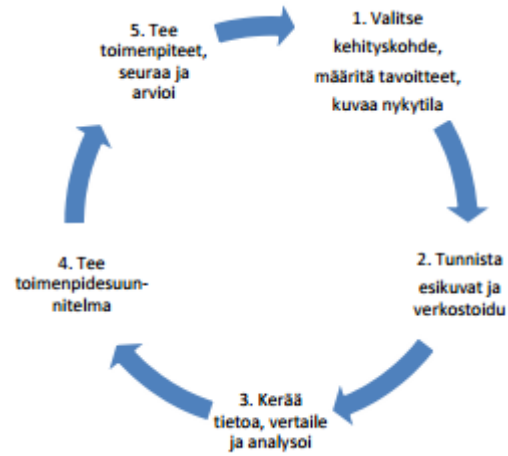 1. Valitse
kehityskohde,
määritä tavoitteet,
kuvaa nykytila
2. Tunnista
esikuvat ja
verkostoidu
3. Kerää
tietoa, vertaile
ja analysoi
4. Tee
toimenpidesuun-
nitelma
5. Tee
toimenpiteet,
seuraa ja
arvioi